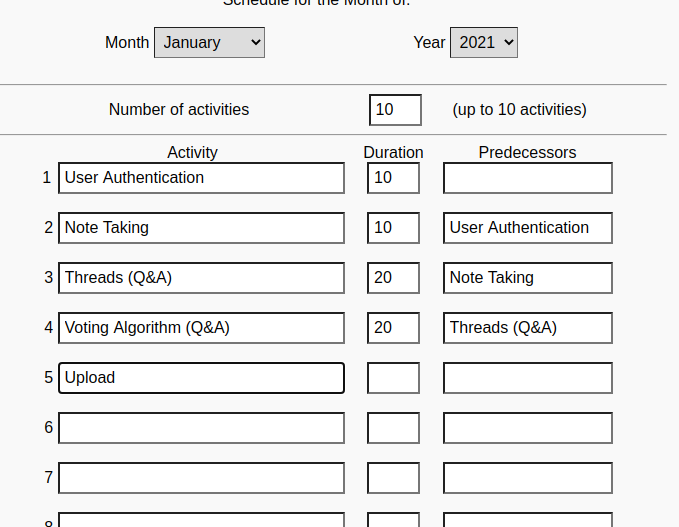 Schedule for the Month of:
Month January Year 2021
Number of activities 10 (up to 10 activities)
Activity Duration Predecessors
1 User Authentication 10
2 Note Taking 10 User Authentication
3 Threads (Q&A) 20 Note Taking
4 Voting Algorithm (Q&A) 20 Threads (Q&A)
5 Upload
6
7
8